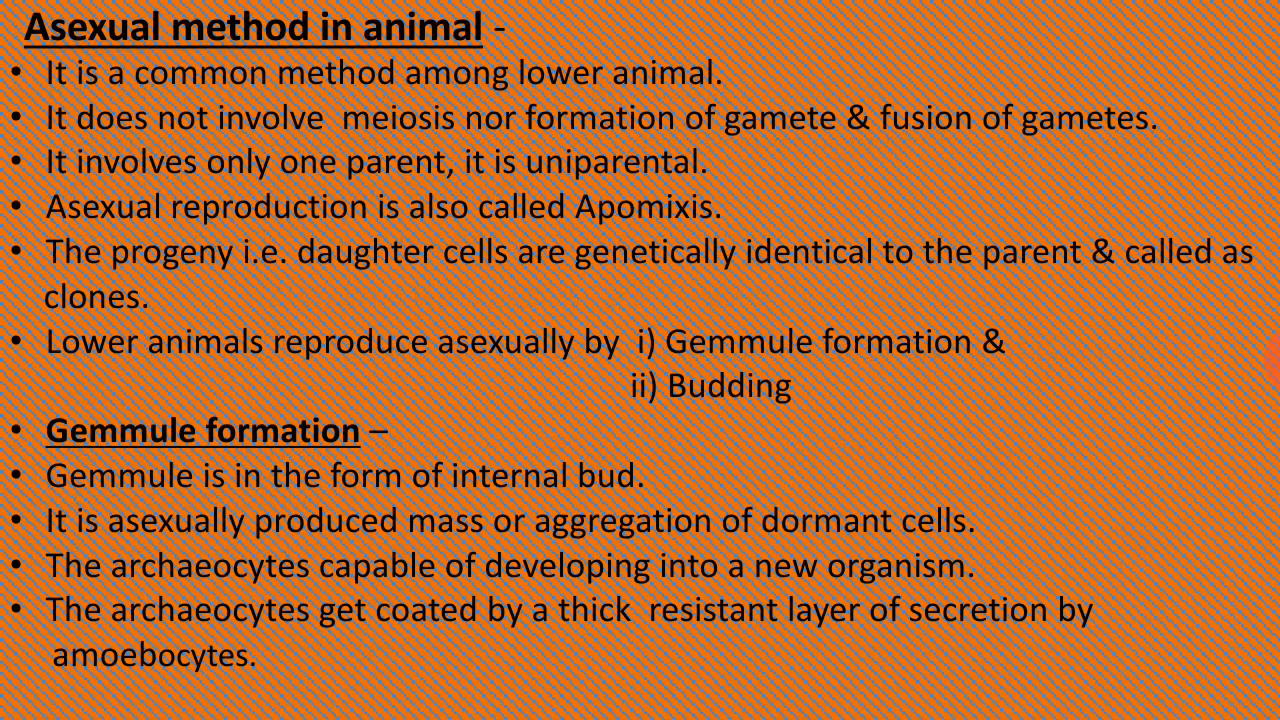 Asexual method in animal -
• It is a common method among lower animal.
• It does not involve  meiosis nor formation of gamete & fusion of gametes.
• It involves only one parent, it is uniparental.
• Asexual reproduction is also called Apomixis.
• The progeny i.e. daughter cells are genetically identical to the parent & called as
clones.
• Lower animals reproduce asexually by  i) Gemmule formation &
ii) Budding
• Gemmule formation –
• Gemmule is in the form of internal bud.
• It is asexually produced mass or aggregation of dormant cells.
• The archaeocytes capable of developing into a new organism.
• The archaeocytes get coated by a thick  resistant layer of secretion by
amoebocytes.